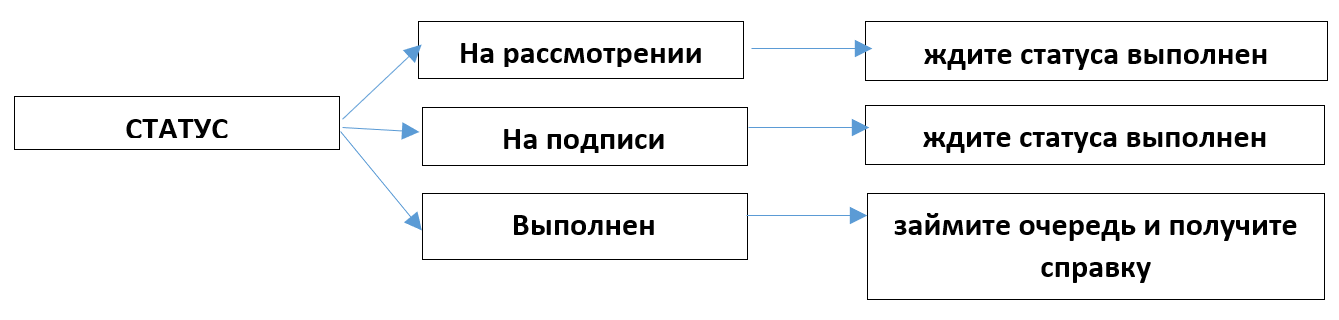 СТАТУС
На рассмотрении
ждите статуса выполнен
На подписи
ждите статуса выполнен
Выполнен
займите очередь и получите
справку